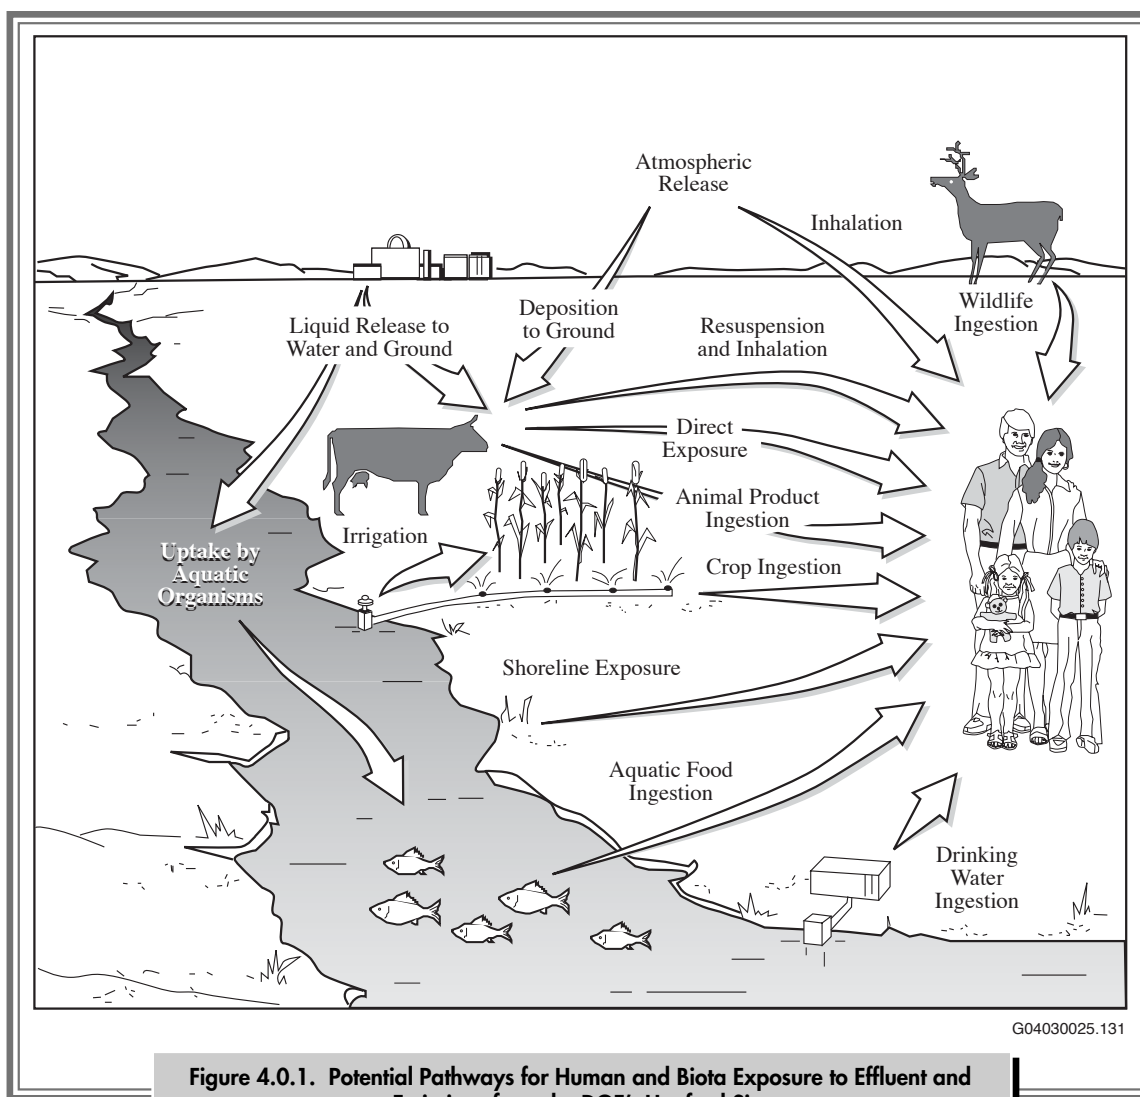 Atmospheric
Release
Inhalation
Wildlife
Ingestion
Deposition
to Ground
Liquid Release to
Water and Ground
Resuspension
and Inhalation
Direct
Exposure
Animal Product
Ingestion
Irrigation
Uptake by
Aquatic
Organisms
Crop Ingestion
Shoreline Exposure
Aquatic Food
Ingestion
Drinking
Water
Ingestion
G04030025.131
Figure 4.0.1. Potential Pathways for Human and Biota Exposure to Effluent and